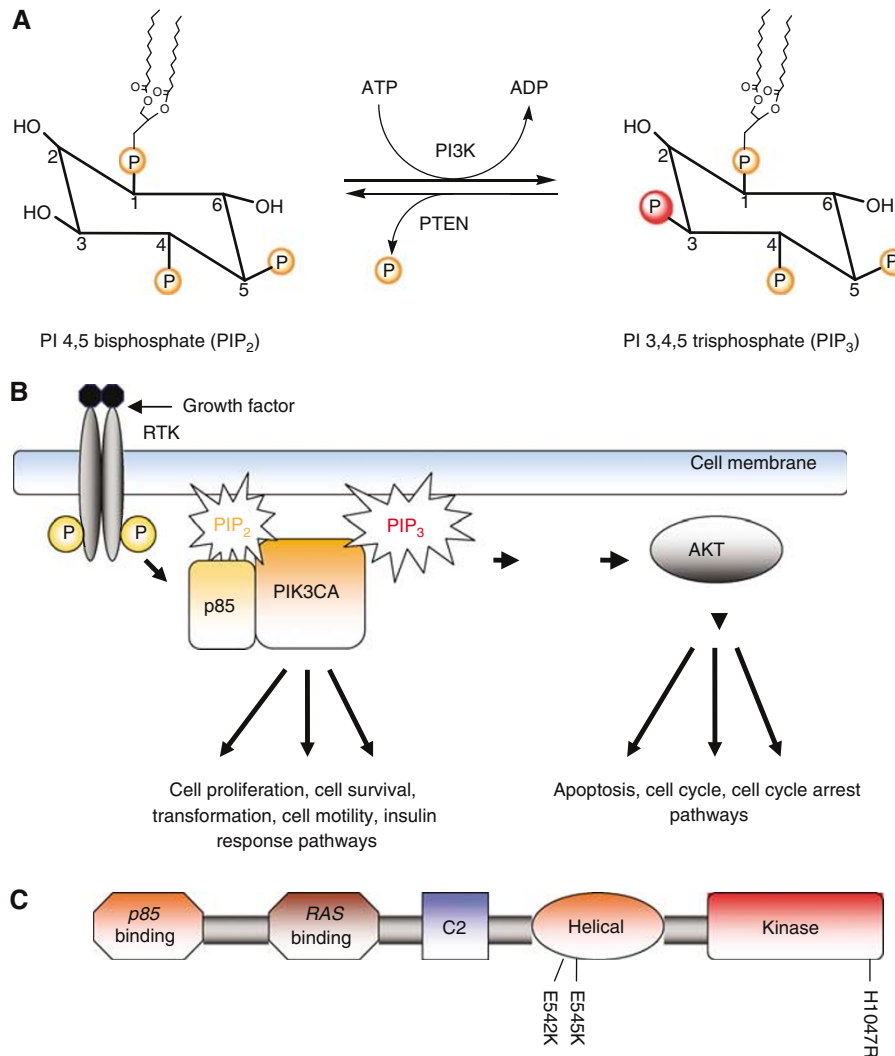 A
O
O
O
O
HO
2
P
1
6
OH
HO
3
4
P
5
P
PI 4,5 bisphosphate (PIP2)
ATP
ADP
PI3K
PTEN
P
O
O
O
O
HO
2
P
1
6
OH
P
3
4
P
5
P
PI 3,4,5 trisphosphate (PIP3)
B
Growth factor
RTK
Cell membrane
P
P
PIP2
PIP3
p85
PIK3CA
AKT
Cell proliferation, cell survival,
transformation, cell motility, insulin
response pathways
Apoptosis, cell cycle, cell cycle arrest
pathways
C
p85
binding
RAS
binding
C2
Helical
Kinase
E542K
E545K
H1047R